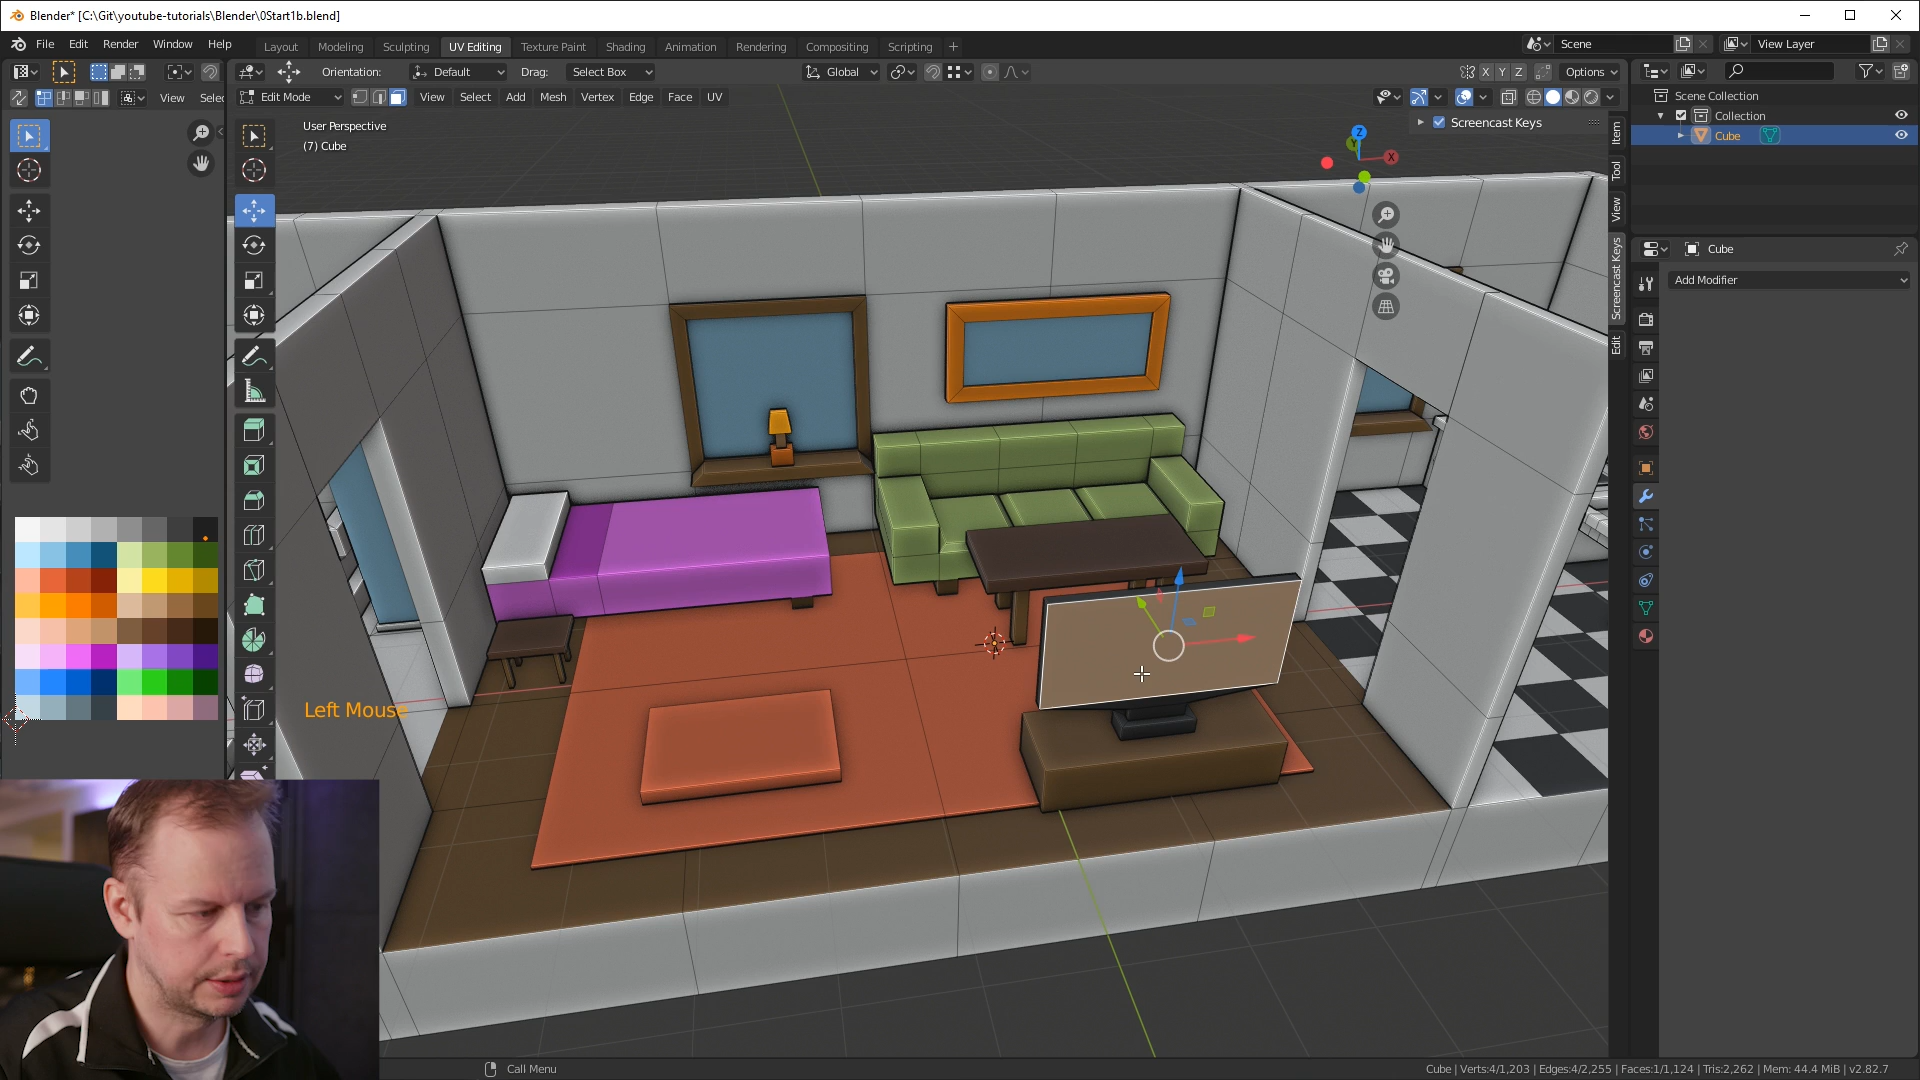 Blender* [C:\Git\youtube-tutorials\Blender\0Start1b.blend]
File Edit Render Window Help
Layout Modeling Sculpting UV Editing Texture Paint Shading Animation Rendering Compositing Scripting +
Scene
View Layer
Orientation: Default Drag: Select Box
Global
X Y Z
Options
View Selec
Edit Mode
View Select Add Mesh Vertex Edge Face UV
Scene Collection
Collection
Cube
User Perspective
(7) Cube
Screencast Keys
Z
Y
X
Item
Tool
View
Screencast Keys
Edit
Cube
Add Modifier
Left Mouse
Call Menu
Cube | Verts:4/1,203 | Edges:4/2,255 | Faces:1/1,124 | Tris:2,262 | Mem: 44.4 MiB | v2.82.7